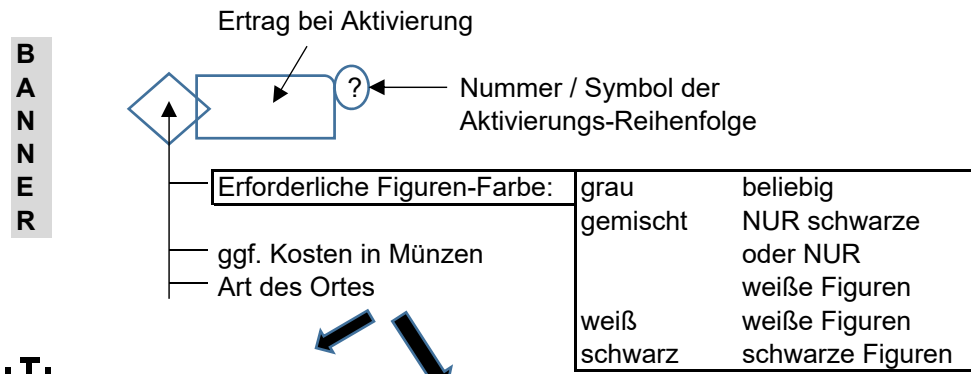 Ertrag bei Aktivierung
BANNER
?
Nummer / Symbol der
Aktivierungs-Reihenfolge
Erforderliche Figuren-Farbe: grau beliebig
gemischt NUR schwarze
ggf. Kosten in Münzen oder NUR
Art des Ortes weiße Figuren
weiß weiße Figuren
schwarz schwarze Figuren